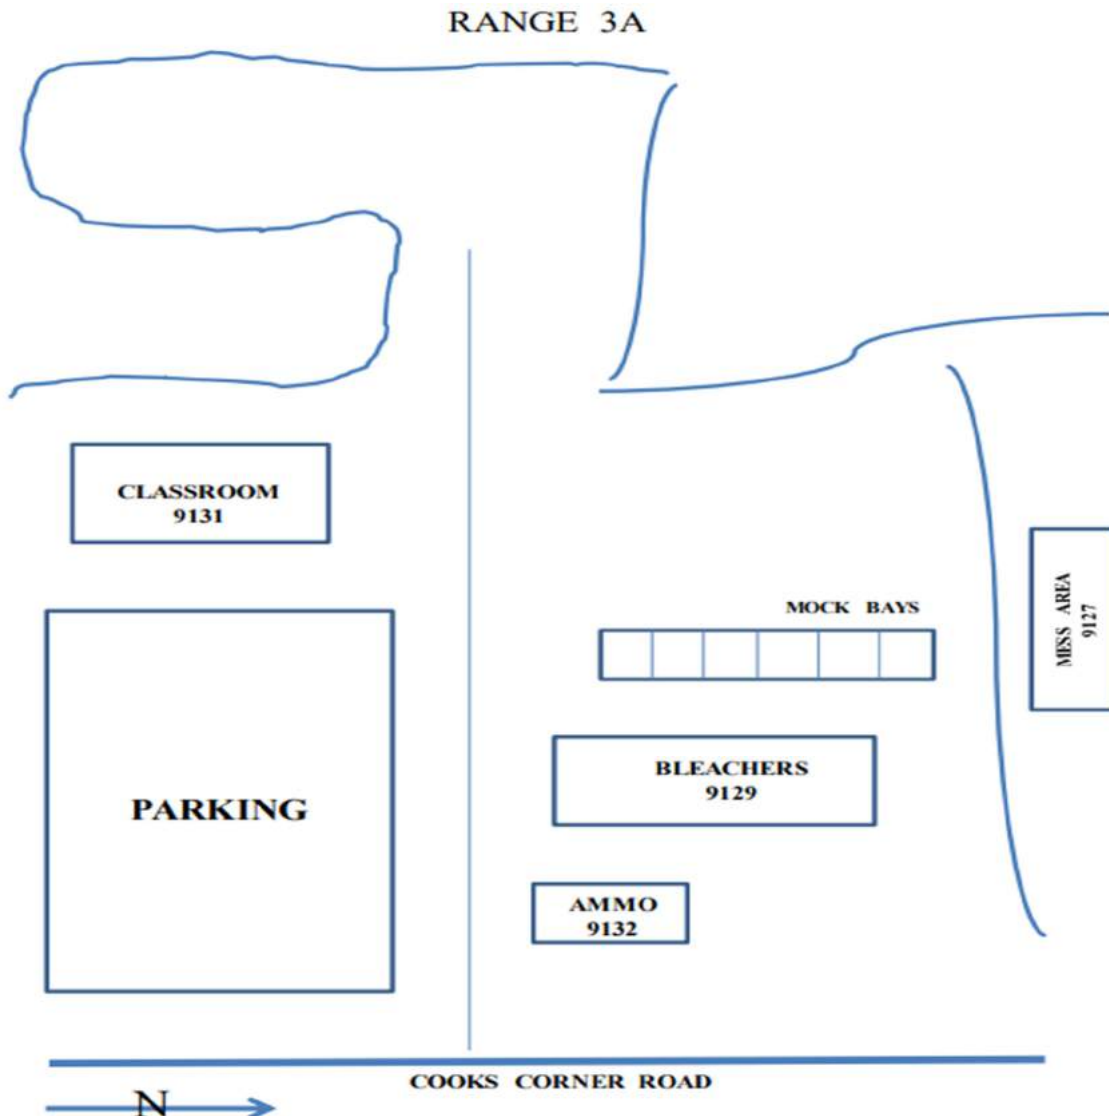 RANGE 3A
CLASSROOM
9131
MOCK BAYS
MESS AREA
9127
PARKING
BLEACHERS
9129
AMMO
9132
COOKS CORNER ROAD
N